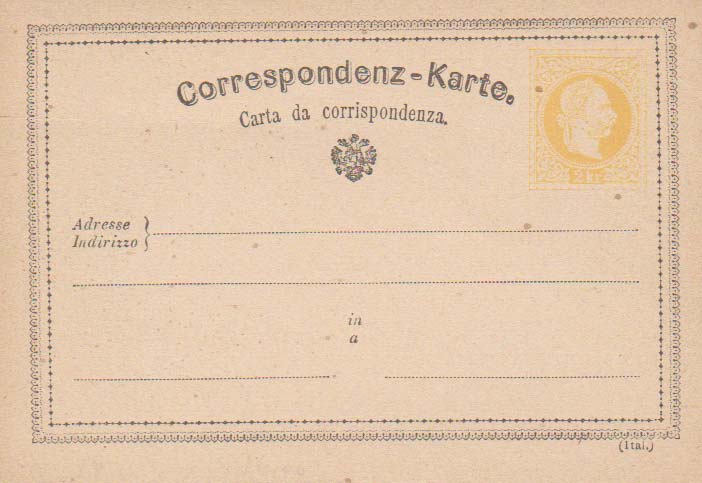 Correspondenz-Karte.
Carta da corrispondenza.
Adresse
Indirizzo
in
a
(Ital.)